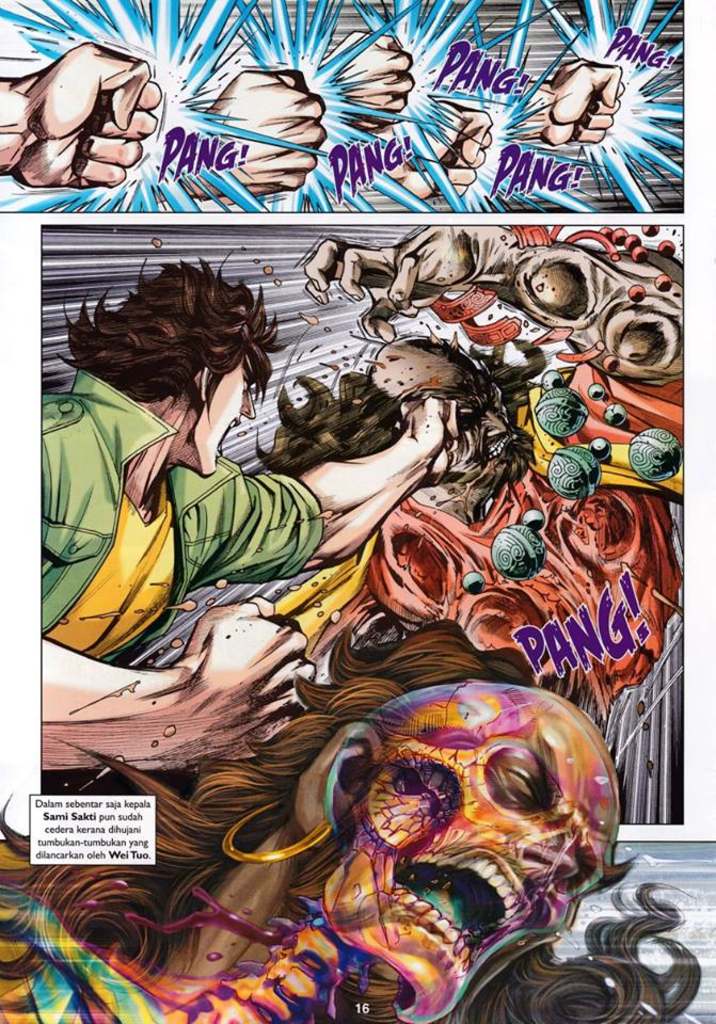 PANG!
PANG!
PANG!
PANG!
PANG!
PANG!
Dalam sebentar saja kepala
Sami Sakti pun sudah
cedera kerana dihujani
tumbukan-tumbukan yang
dilancarkan oleh Wei Tuo.
16